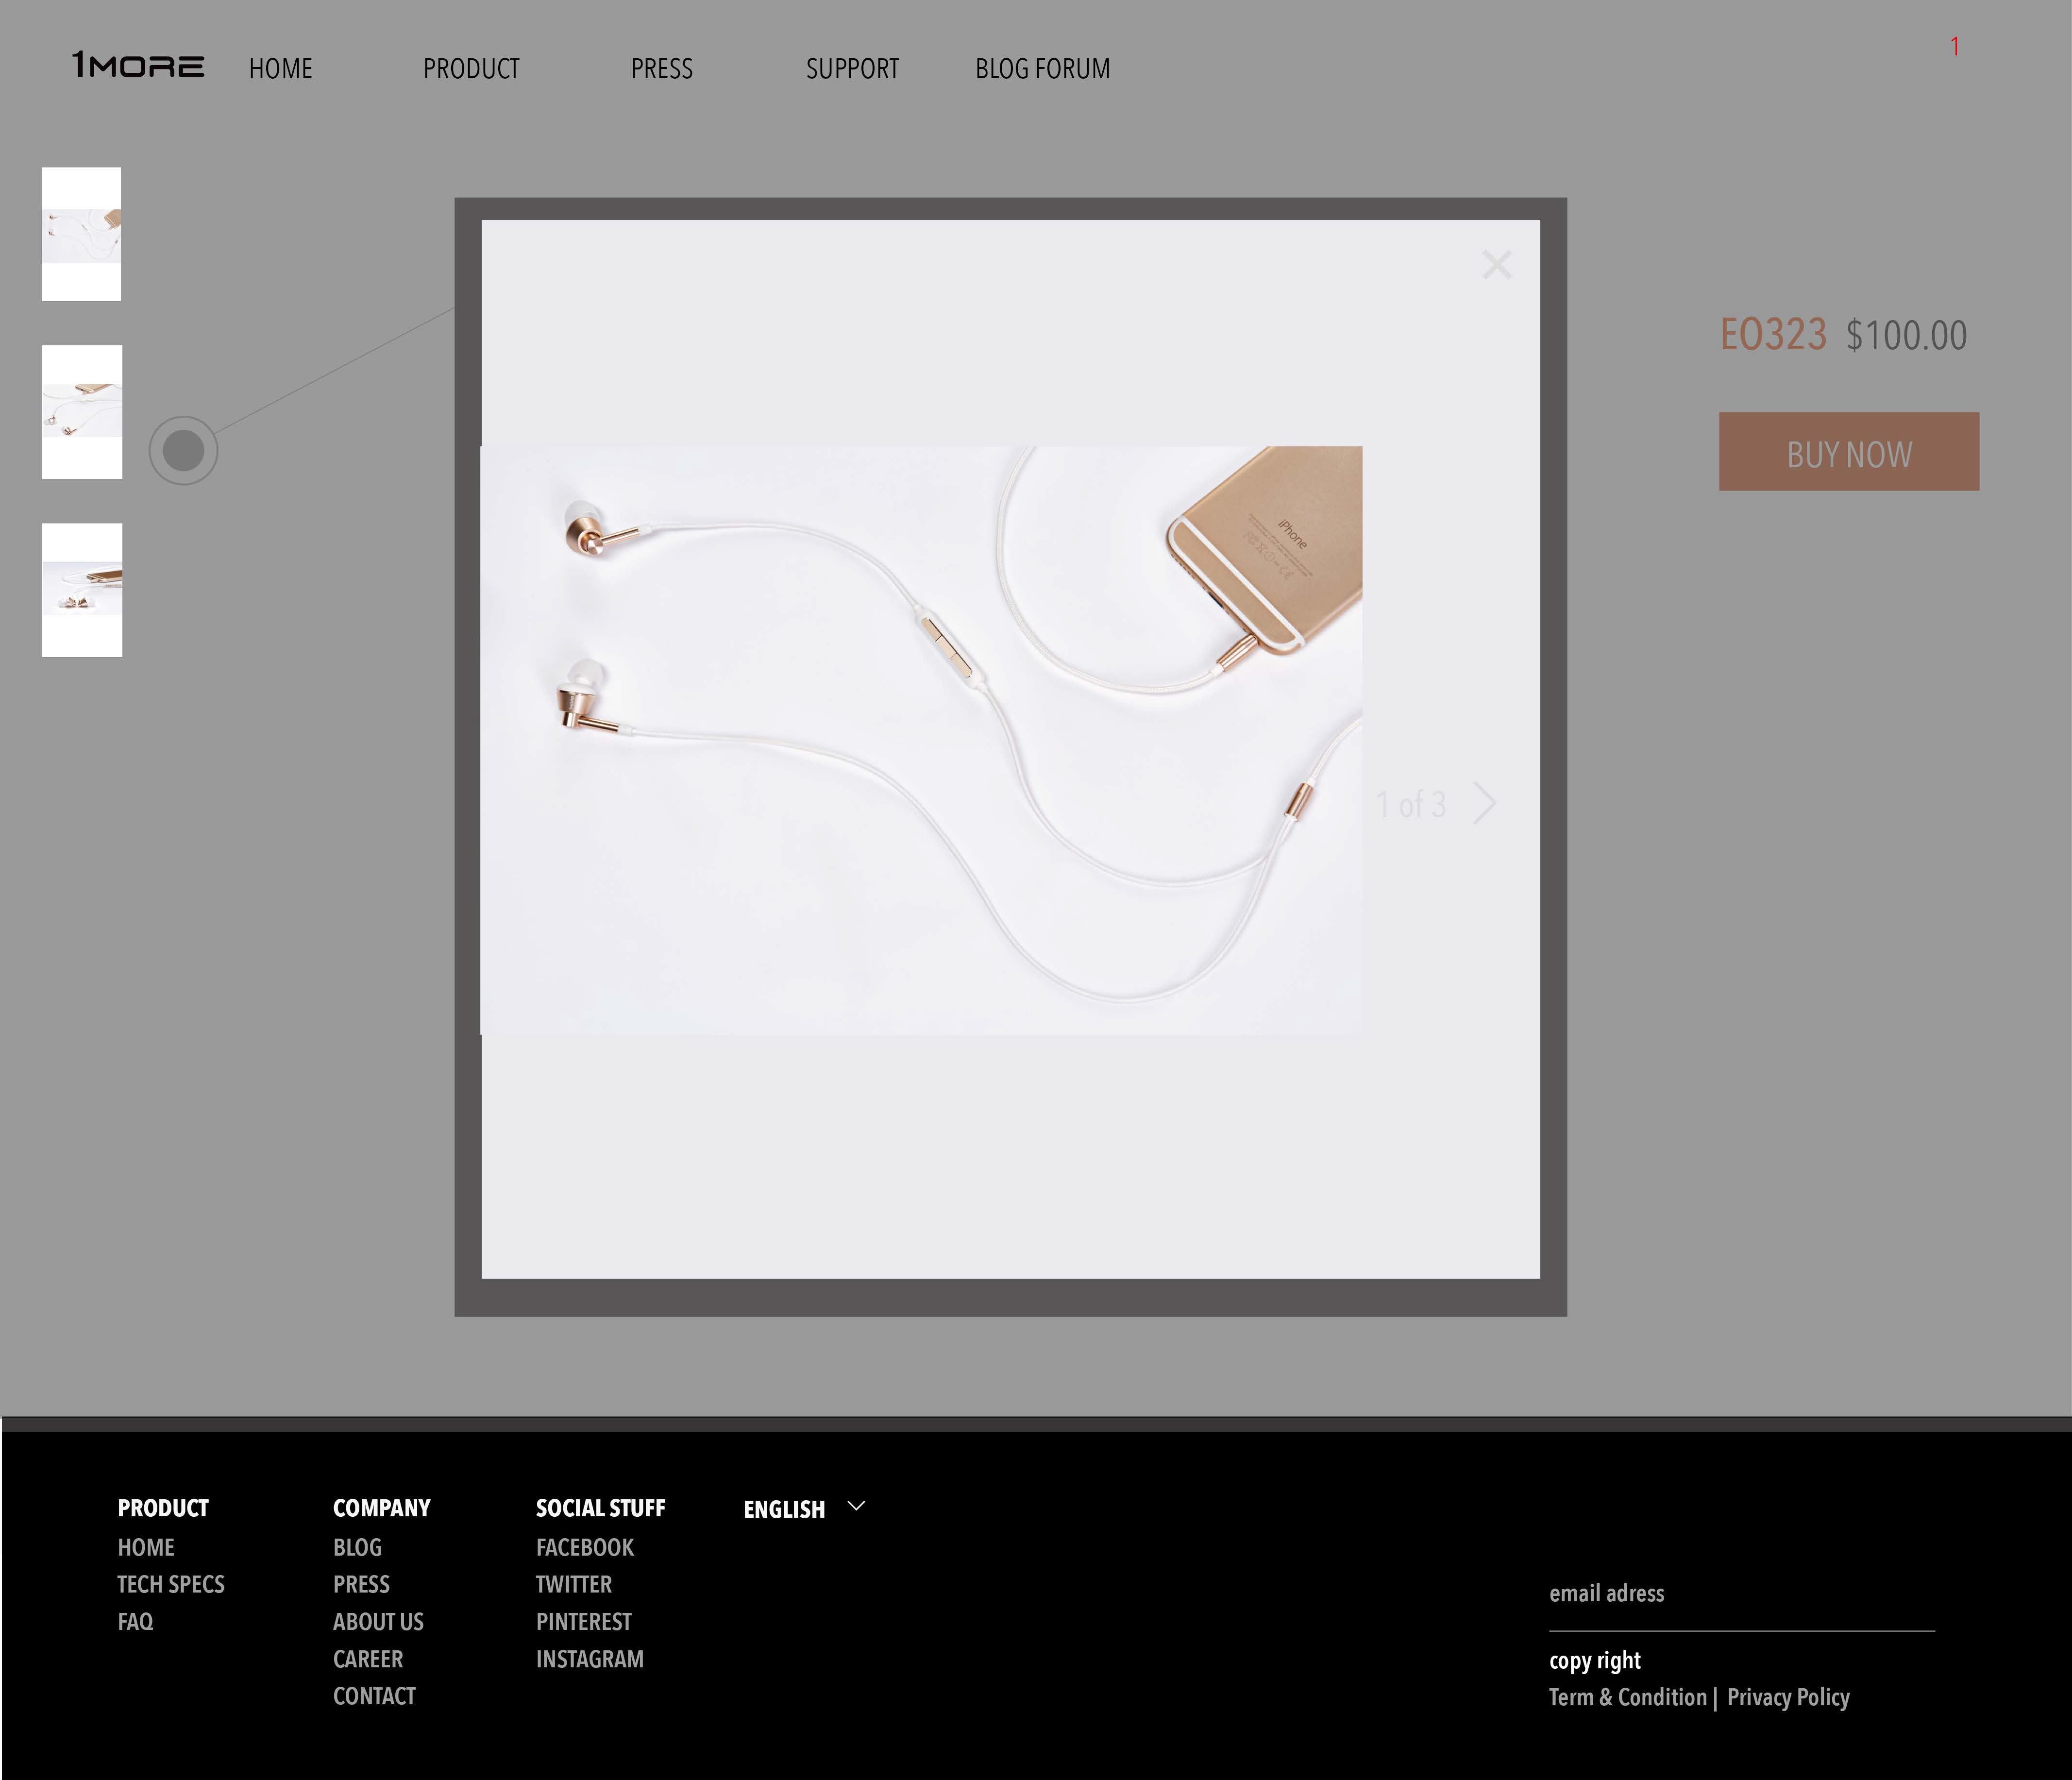 1MORE HOME PRODUCT PRESS SUPPORT BLOG FORUM
1
EO323 $100.00
BUY NOW
iPhone
1 of 3
PRODUCT
HOME
TECH SPECS
FAQ
COMPANY
BLOG
PRESS
ABOUT US
CAREER
CONTACT
SOCIAL STUFF
FACEBOOK
TWITTER
PINTEREST
INSTAGRAM
ENGLISH
email adress
copy right
Term & Condition | Privacy Policy